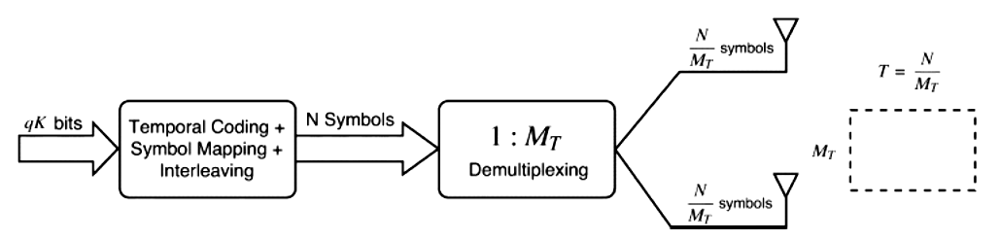 qK bits
Temporal Coding +
Symbol Mapping +
Interleaving
N Symbols
1 : M_T
Demultiplexing
N/M_T symbols
N/M_T symbols
T = N/M_T
M_T